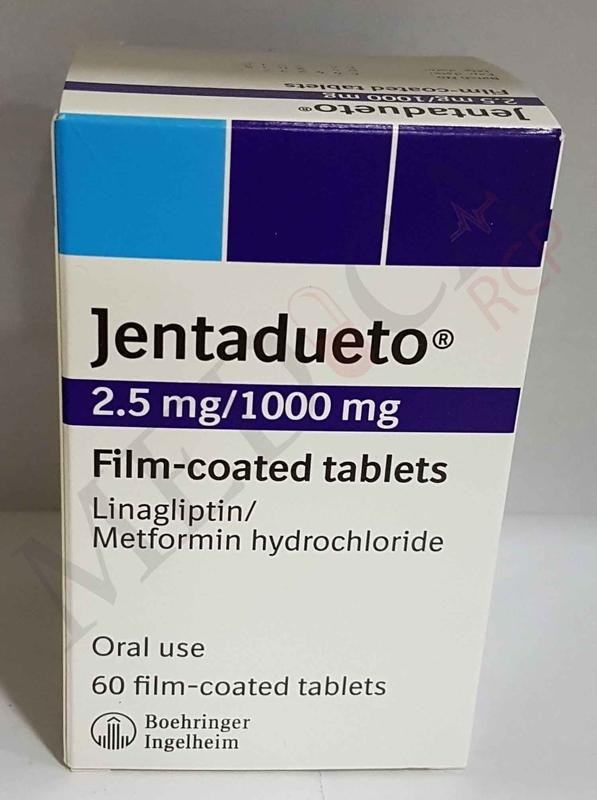 Jentadueto®
2.5 mg/1000 mg
Film-coated tablets
Jentadueto®
2.5 mg/1000 mg
Film-coated tablets
Linagliptin/
Metformin hydrochloride
Oral use
60 film-coated tablets
Boehringer
Ingelheim
RCP